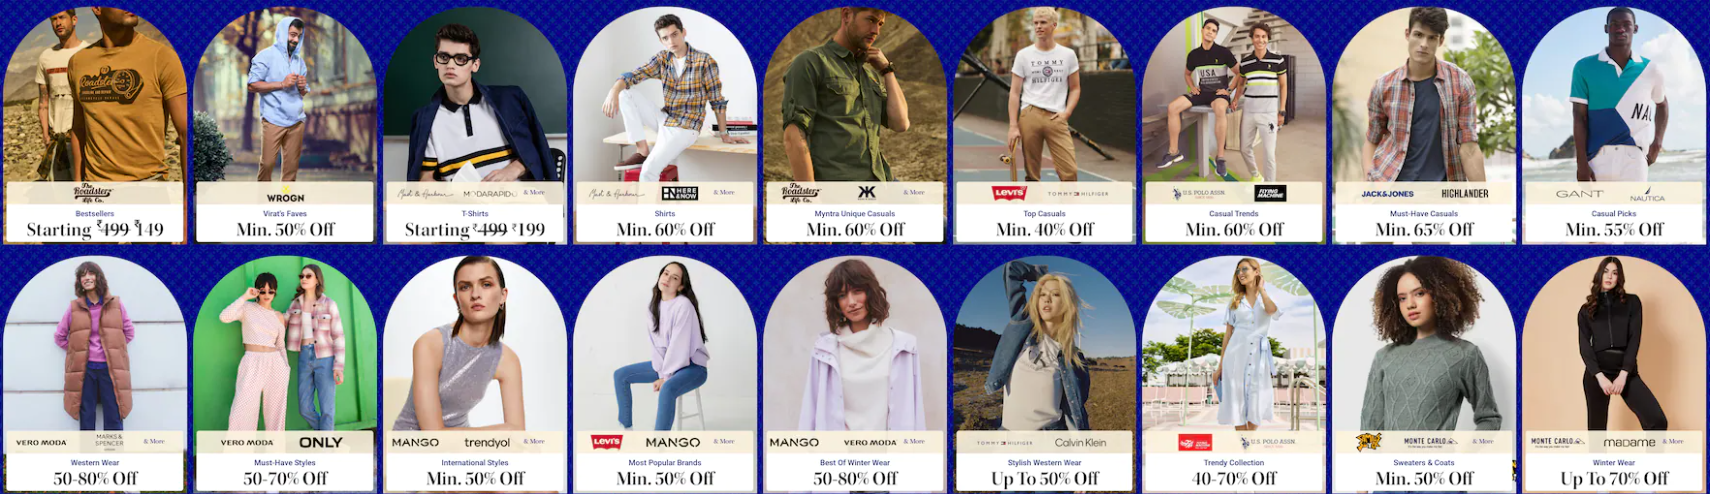 Roadster
TOMMY
HILFIGER
USA
The
Roadster
Life Co.
Bestsellers
Starting ₹499 ₹149
WROGN
Virat's Faves
Min. 50% Off
Mast & Harbour
MODARAPIDO
& More
T-Shirts
Starting ₹499 ₹199
Mast & Harbour
HERE
&NOW
& More
Shirts
Min. 60% Off
The
Roadster
Life Co.
& More
Myntra Unique Casuals
Min. 60% Off
LEVI'S
TOMMY HILFIGER
Top Casuals
Min. 40% Off
U.S. POLO ASSN.
FLYING
MACHINE
Casual Trends
Min. 60% Off
JACK&JONES
HIGHLANDER
Must-Have Casuals
Min. 65% Off
GANT
NAUTICA
Casual Picks
Min. 55% Off
VERO MODA
MARKS &
SPENCER
& More
Western Wear
50-80% Off
VERO MODA
ONLY
Must-Have Styles
50-70% Off
MANGO
trendyol
& More
International Styles
Min. 50% Off
LEVI'S
MANGO
& More
Most Popular Brands
Min. 50% Off
MANGO
VERO MODA
& More
Best Of Winter Wear
50-80% Off
TOMMY HILFIGER
Calvin Klein
Stylish Western Wear
Up To 50% Off
U.S. POLO ASSN.
Trendy Collection
40-70% Off
MONTE CARLO
& More
Sweaters & Coats
Min. 50% Off
MONTE CARLO
madame
& More
Winter Wear
Up To 70% Off